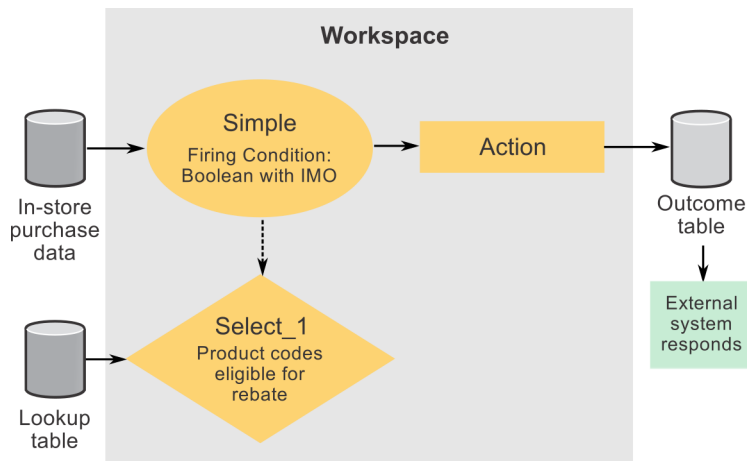 Workspace
Simple
Firing Condition:
Boolean with IMO
Action
In-store
purchase
data
Outcome
table
External
system
responds
Select_1
Product codes
eligible for
rebate
Lookup
table